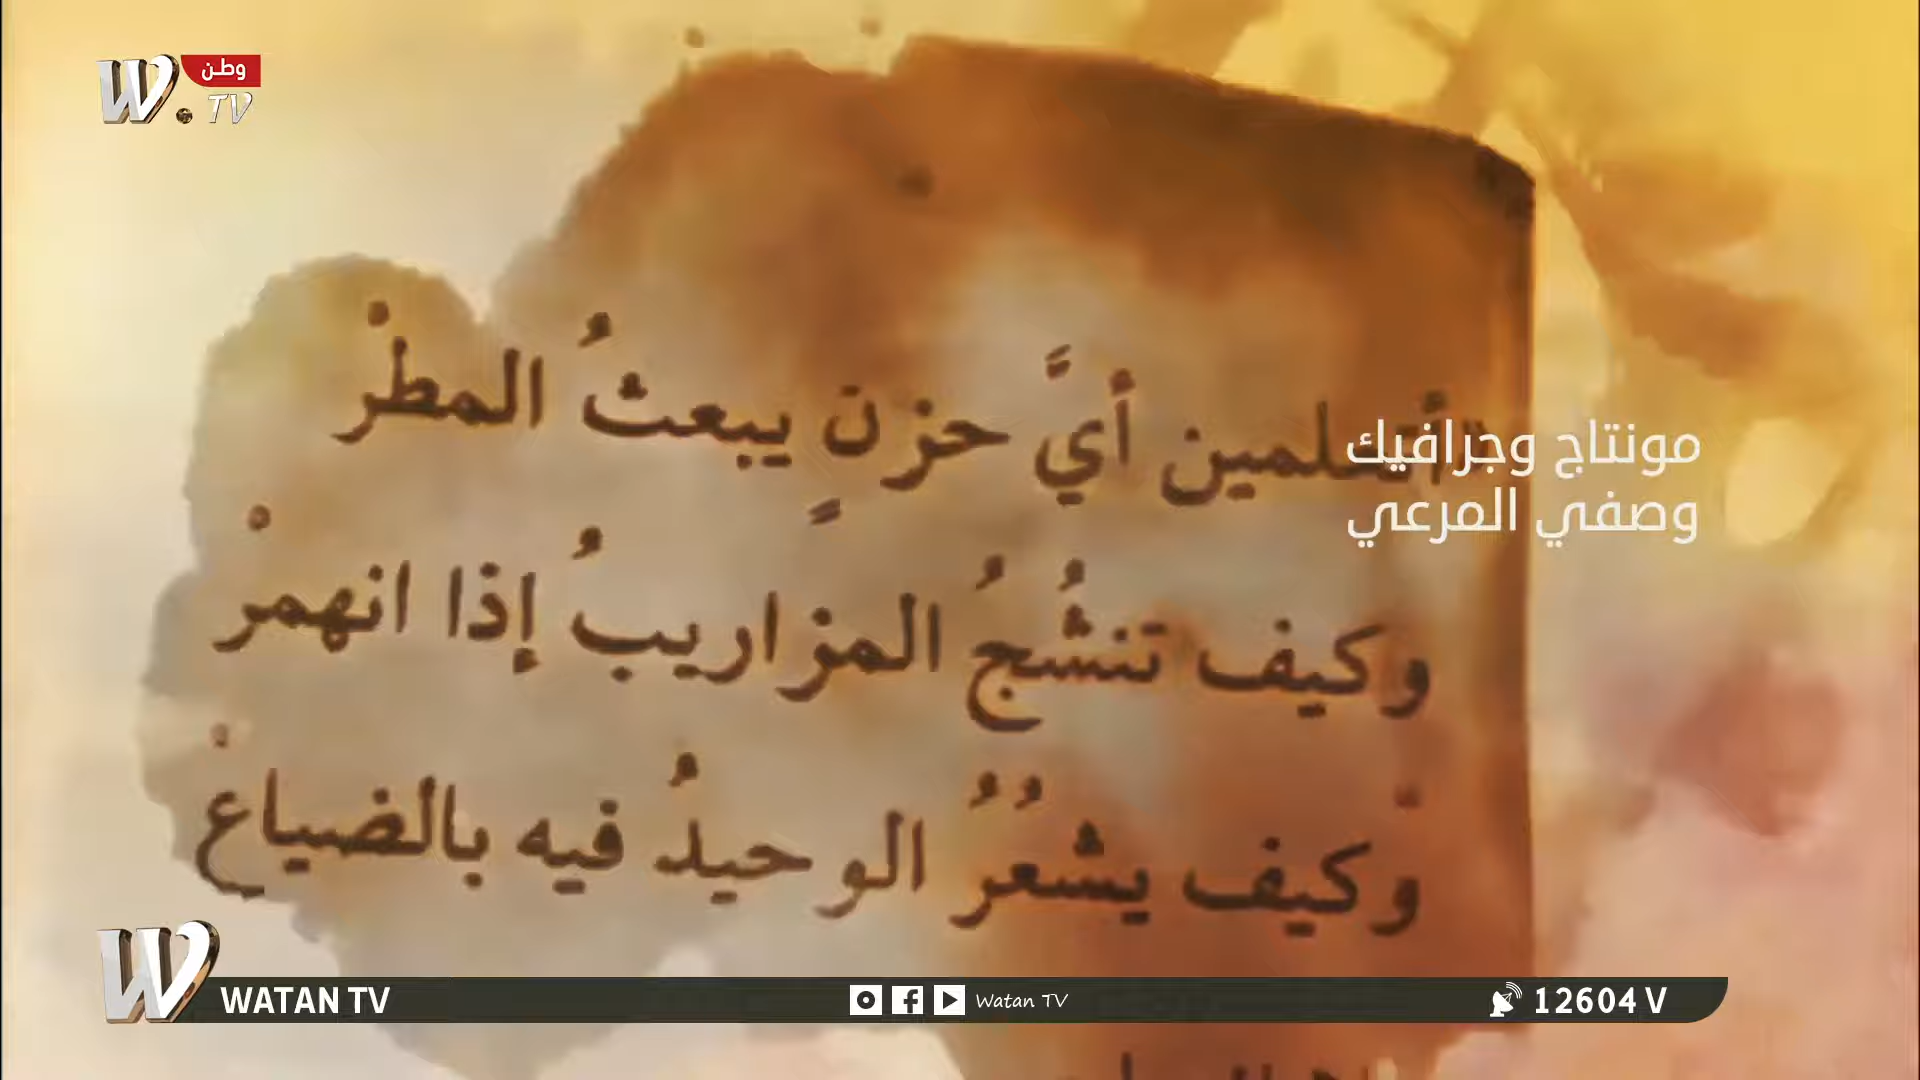 وطن
W.
TV
أتعلمين أيَّ حزنٍ يبعثُ المطرْ
وكيف تنشُجُ المزاريبُ إذا انهمرْ
وكيف يشعُرُ الوحيدُ فيه بالضياعْ
مونتاج وجرافيك
وصفي المرعي
W WATAN TV
Watan TV
12604 V